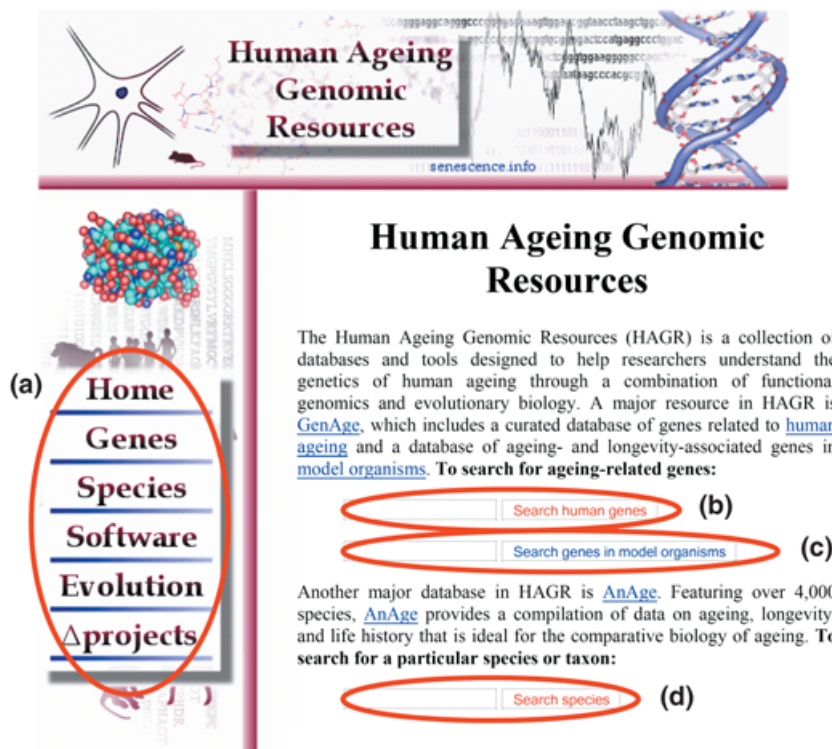 Human Ageing
Genomic
Resources
senescence.info
Human Ageing Genomic
Resources
(a)
Home
Genes
Species
Software
Evolution
Δprojects
The Human Ageing Genomic Resources (HAGR) is a collection of
databases and tools designed to help researchers understand the
genetics of human ageing through a combination of functional
genomics and evolutionary biology. A major resource in HAGR is
GenAge, which includes a curated database of genes related to human
ageing and a database of ageing- and longevity-associated genes in
model organisms. To search for ageing-related genes:
Search human genes
(b)
Search genes in model organisms
(c)
Another major database in HAGR is AnAge. Featuring over 4,000
species, AnAge provides a compilation of data on ageing, longevity
and life history that is ideal for the comparative biology of ageing. To
search for a particular species or taxon:
Search species
(d)